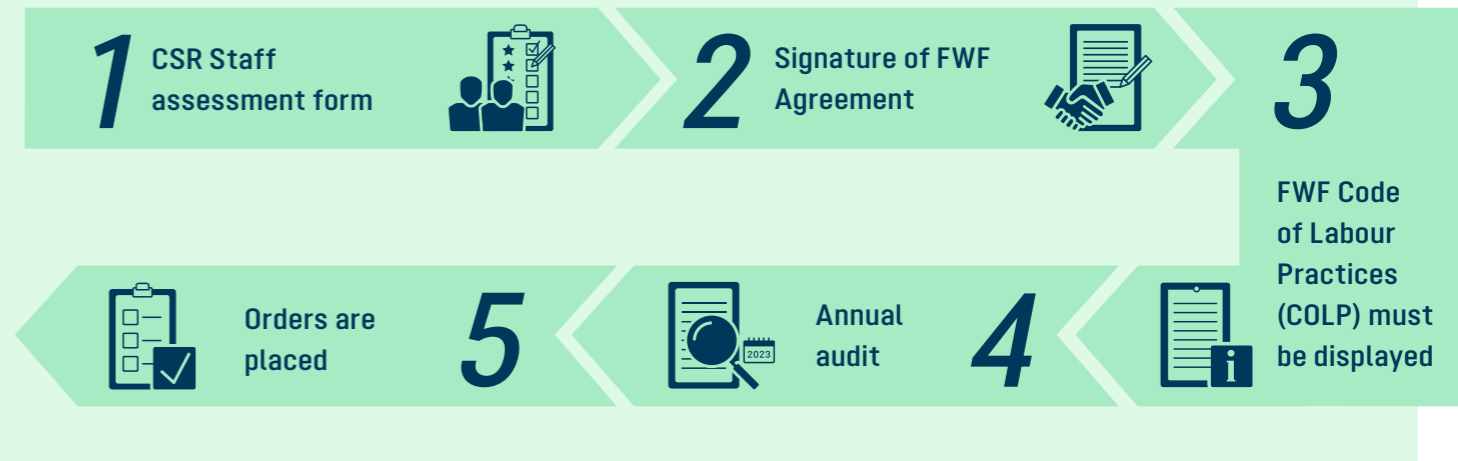 1
CSR Staff
assessment form
2
Signature of FWF
Agreement
3
FWF Code
of Labour
Practices
(COLP) must
be displayed
i
4
Annual
audit
2023
5
Orders are
placed